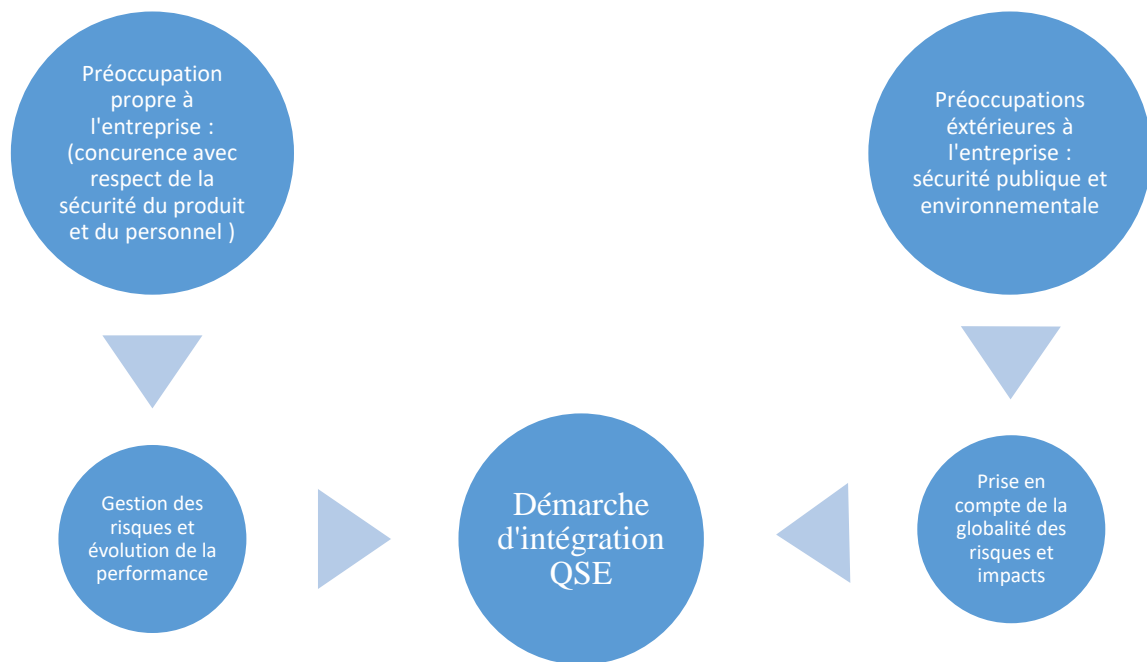 Préoccupation
propre à
l'entreprise :
(concurence avec
respect de la
sécurité du produit
et du personnel )
Préoccupations
éxtérieures à
l'entreprise :
sécurité publique et
environnementale
Gestion des
risques et
évolution de la
performance
Démarche
d'intégration
QSE
Prise en
compte de la
globalité des
risques et
impacts